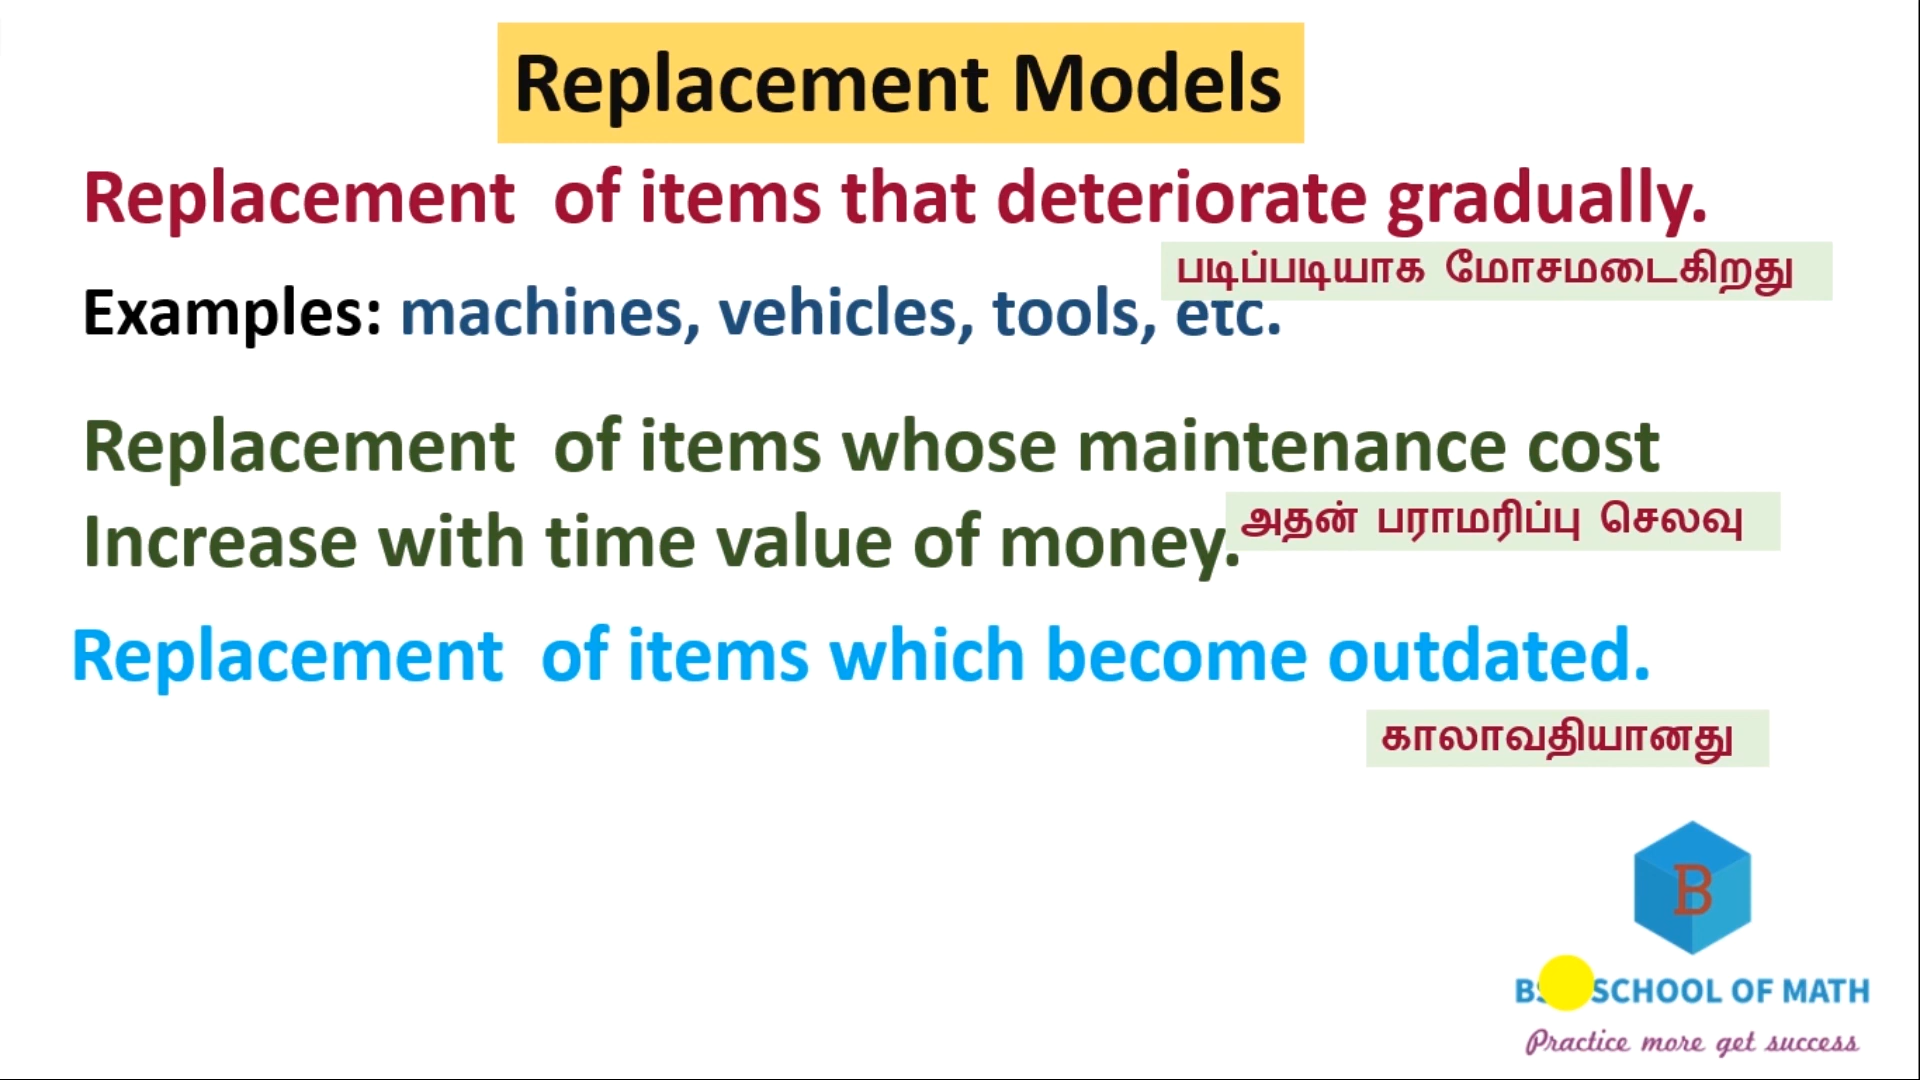 Replacement Models
Replacement of items that deteriorate gradually.
படிப்படியாக மோசமடைகிறது
Examples: machines, vehicles, tools, etc.
Replacement of items whose maintenance cost
Increase with time value of money.
அதன் பராமரிப்பு செலவு
Replacement of items which become outdated.
காலாவதியானது
B
SCHOOL OF MATH
Practice more get success